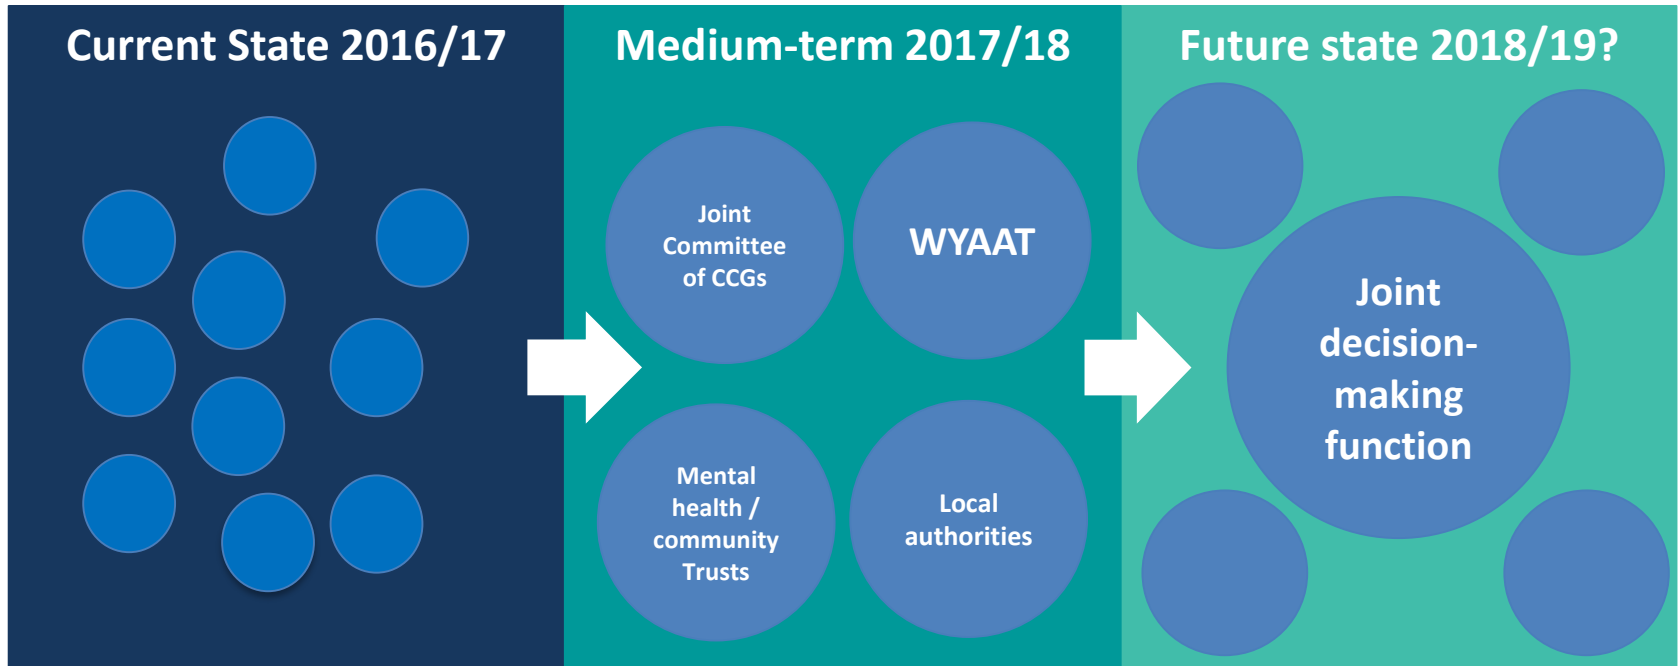 Current State 2016/17
Medium-term 2017/18
Future state 2018/19?
Joint
Committee
of CCGs
WYAAT
Mental
health /
community
Trusts
Local
authorities
Joint
decision-
making
function